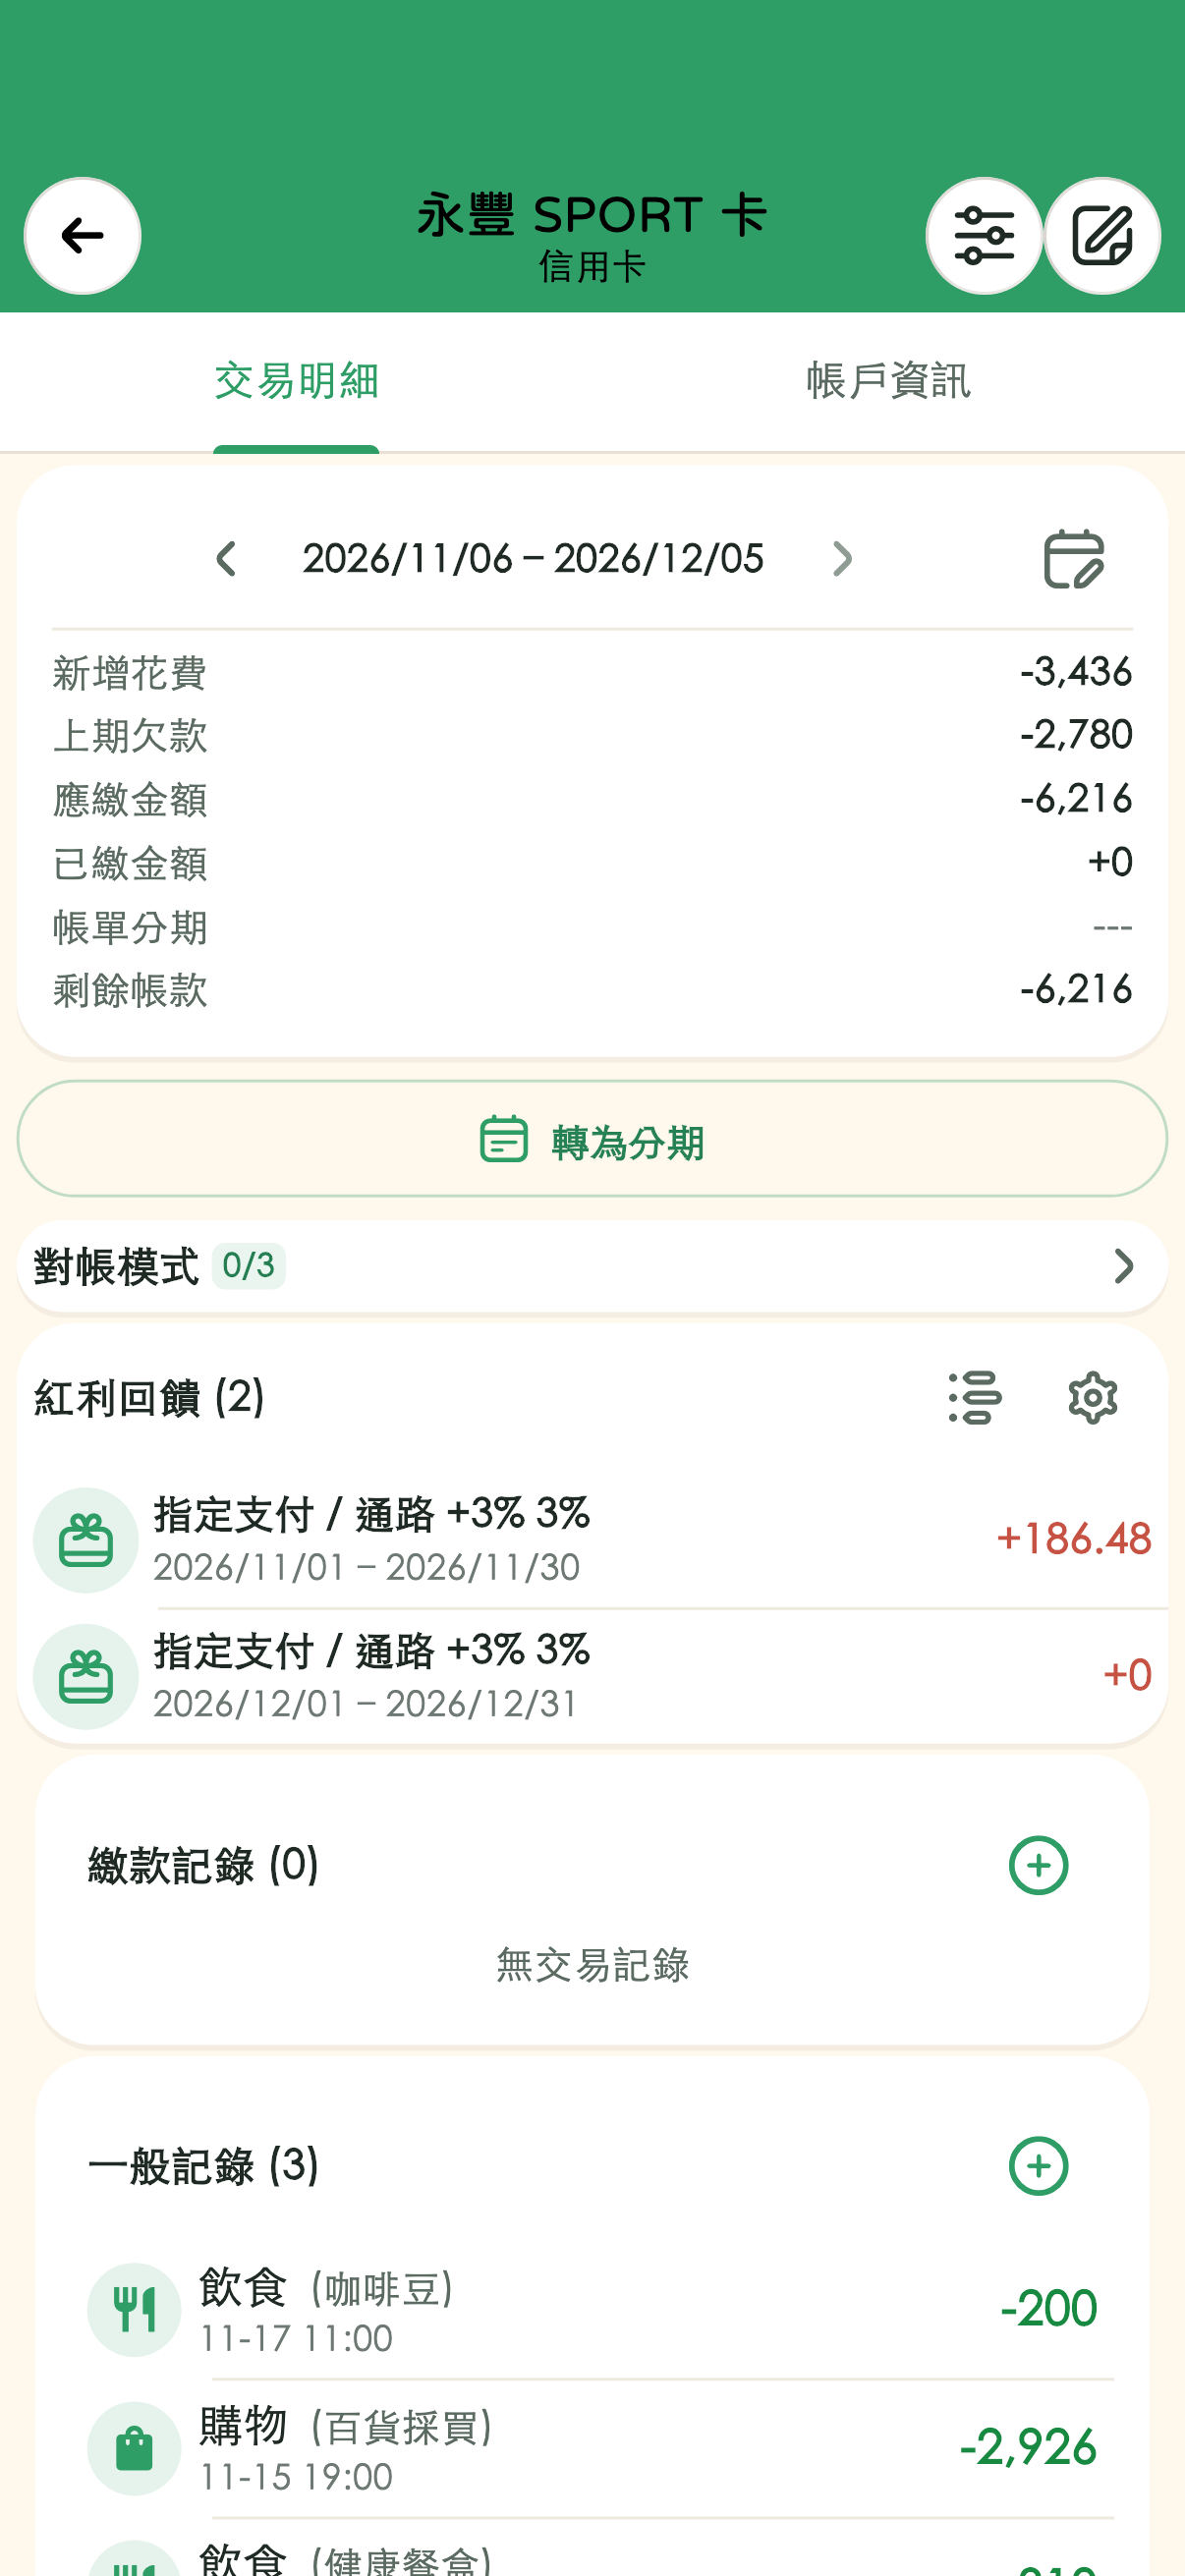 永豐 SPORT 卡
信用卡
交易明細
帳戶資訊
2026/11/06 – 2026/12/05
新增花費 -3,436
上期欠款 -2,780
應繳金額 -6,216
已繳金額 +0
帳單分期 ---
剩餘帳款 -6,216
轉為分期
對帳模式 0/3
紅利回饋 (2)
指定支付 / 通路 +3% 3%
2026/11/01 – 2026/11/30
+186.48
指定支付 / 通路 +3% 3%
2026/12/01 – 2026/12/31
+0
繳款記錄 (0)
無交易記錄
一般記錄 (3)
飲食 (咖啡豆)
11-17 11:00
-200
購物 (百貨採買)
11-15 19:00
-2,926
飲食 (健康餐盒)